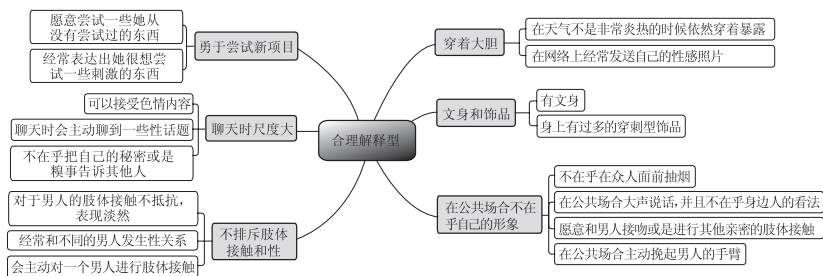 愿意尝试一些她从
没有尝试过的东西
经常表达出她很想尝
试一些刺激的东西
勇于尝试新项目
可以接受色情内容
聊天时会主动聊到一些性话题
不在乎把自己的秘密或是
糗事告诉其他人
聊天时尺度大
对于男人的肢体接触不抵抗，
表现淡然
经常和不同的男人发生性关系
会主动对一个男人进行肢体接触
不排斥肢体
接触和性
合理解释型
穿着大胆
在天气不是非常炎热的时候依然穿着暴露
在网络上经常发送自己的性感照片
文身和饰品
有文身
身上有过多的穿刺型饰品
在公共场合不在
乎自己的形象
不在乎在众人面前抽烟
在公共场合大声说话，并且不在乎身边人的看法
愿意和男人接吻或是进行其他亲密的肢体接触
在公共场合主动挽起男人的手臂